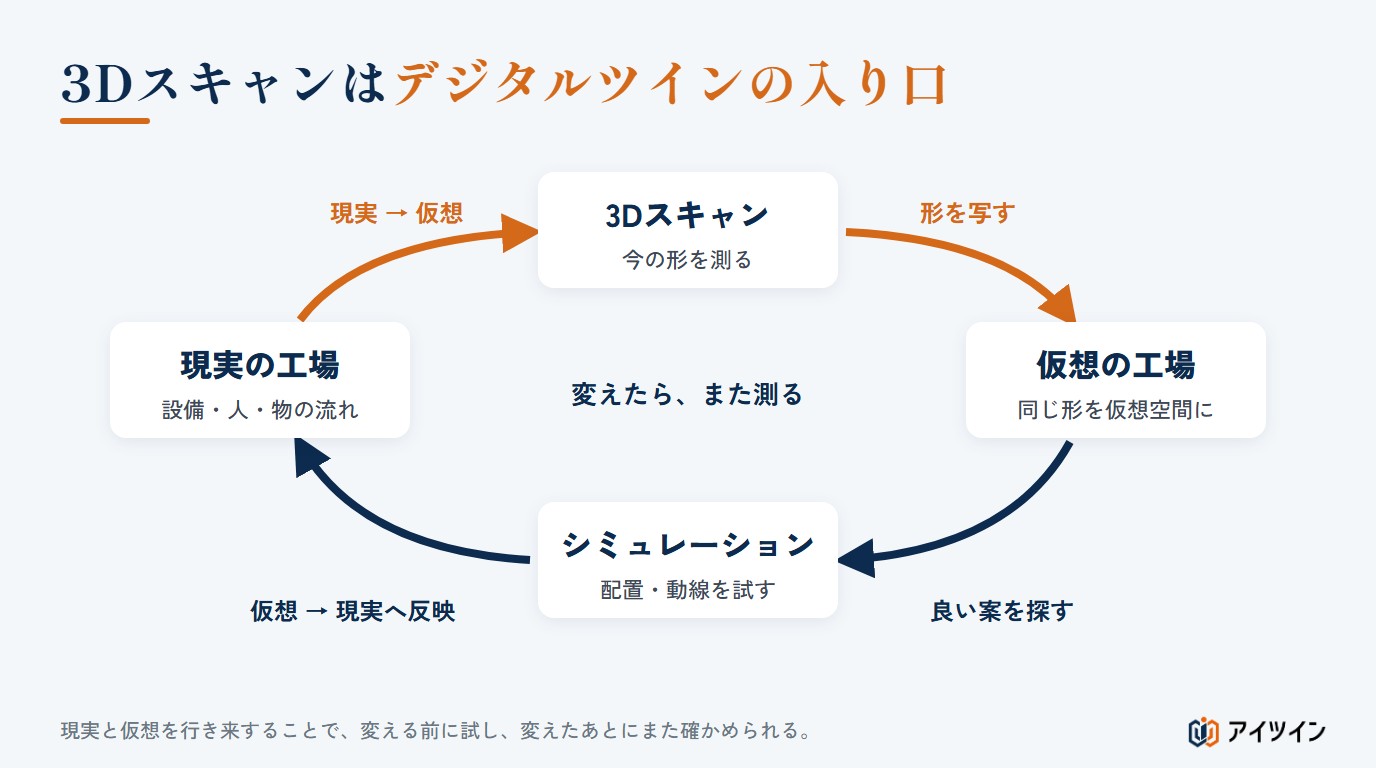 3Dスキャンはデジタルツインの入り口
現実 → 仮想
3Dスキャン
今の形を測る
形を写す
現実の工場
設備・人・物の流れ
変えたら、また測る
仮想の工場
同じ形を仮想空間に
シミュレーション
配置・動線を試す
仮想 → 現実へ反映
良い案を探す
現実と仮想を行き来することで、変える前に試し、変えたあとにまた確かめられる。
アイツイン